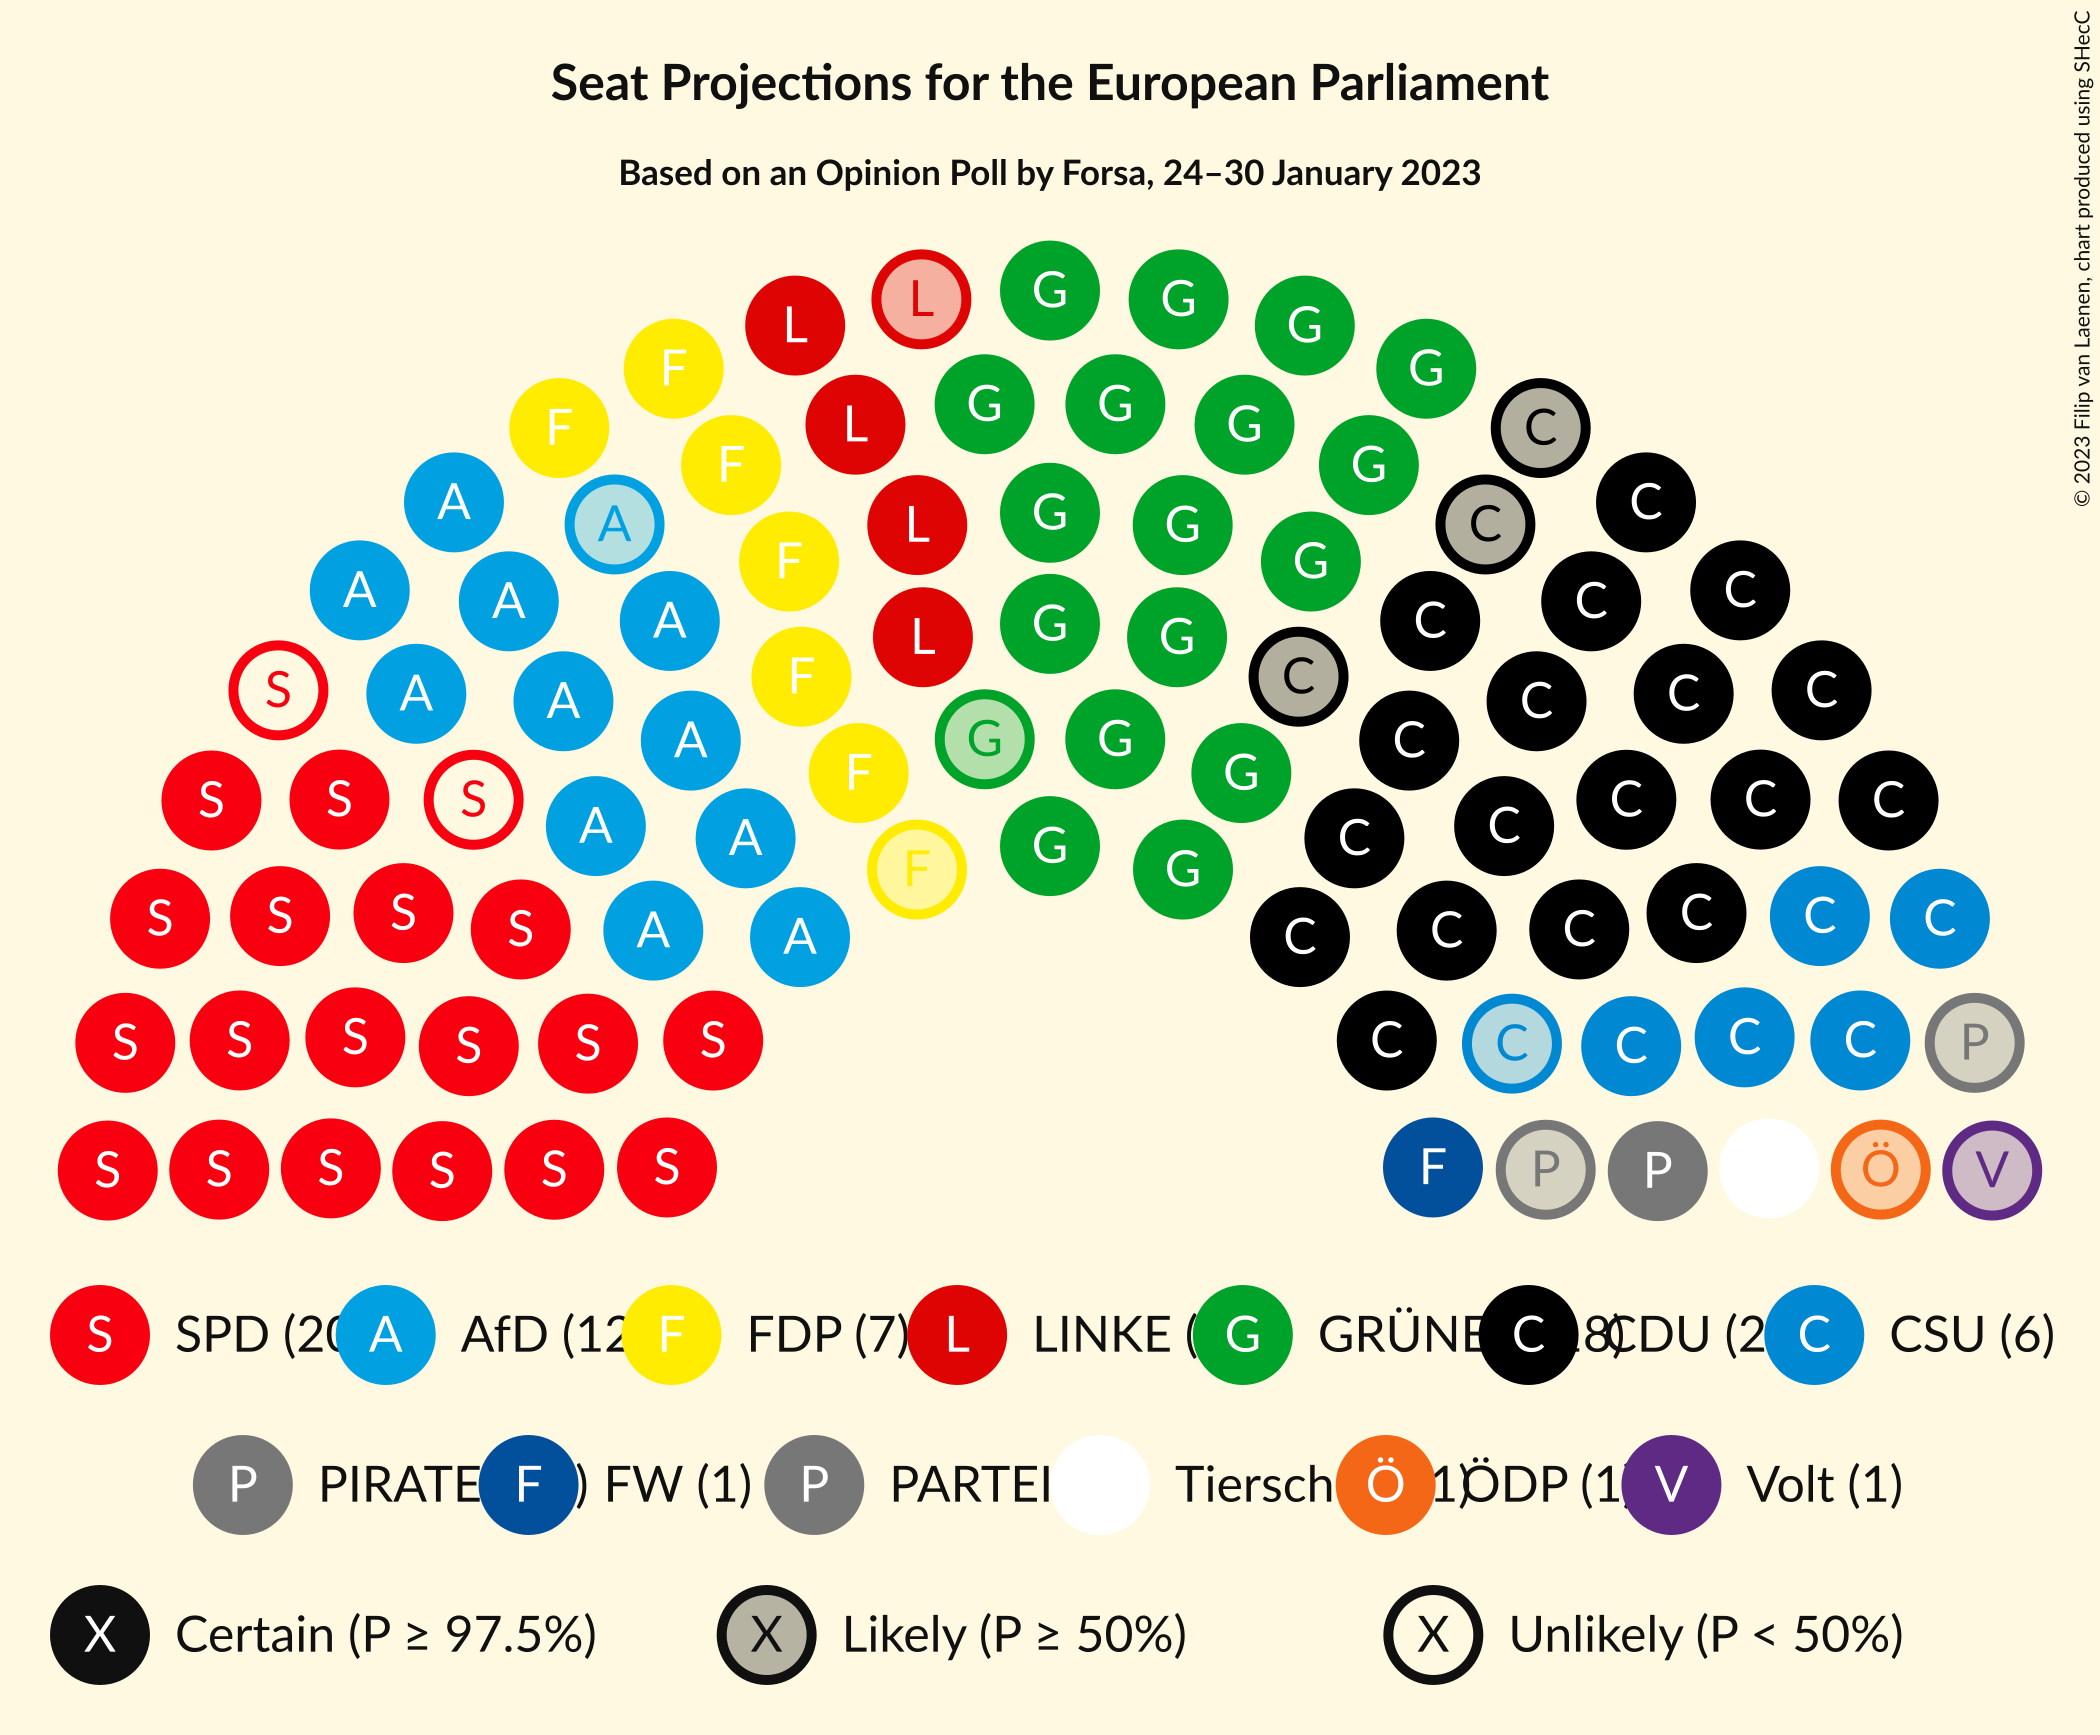 Seat Projections for the European Parliament
Based on an Opinion Poll by Forsa, 24–30 January 2023
© 2023 Filip van Laenen, chart produced using SHecC
L G G G
F L G
F L G G G C
F G
A A F L G G G C C
A A A F L G G C C C
S A A A F G G G C C C C
S S S A A F G G C C C C C
S S S S A A C C C C C C
S S S S S S C C C C C P
S S S S S S F P P Ö V
S SPD (20 A AfD (12 F FDP (7) L LINKE ( G GRÜNE C 8) CDU (2 C CSU (6)
P PIRATE F ) FW (1) P PARTEI Tiersch Ö 1) ÖDP (1) V Volt (1)
X Certain (P ≥ 97.5%) X Likely (P ≥ 50%) X Unlikely (P < 50%)